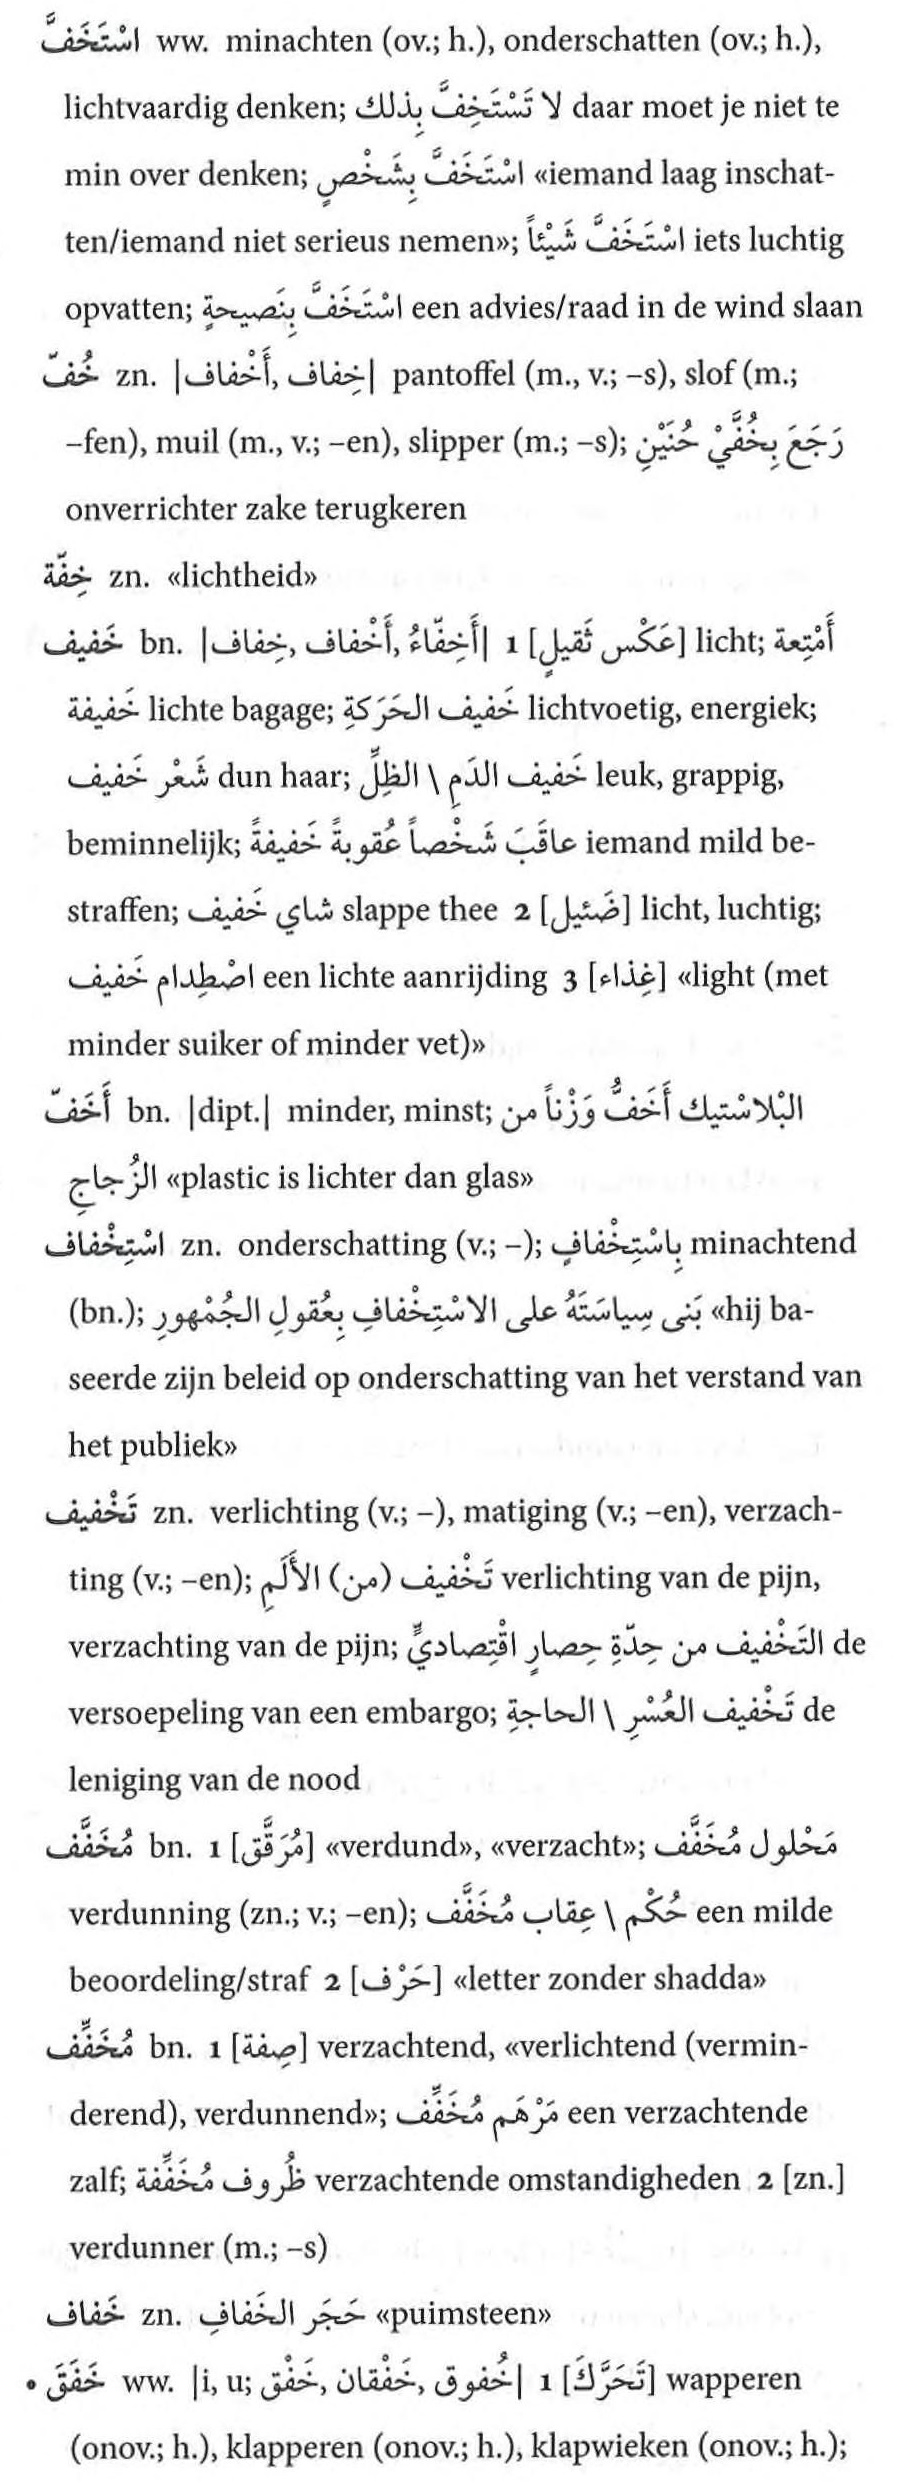 اسْتَخَفَّ ww. minachten (ov.; h.), onderschatten (ov.; h.),
lichtvaardig denken; لا تَسْتَخِفَّ بِذلك daar moet je niet te
min over denken; اسْتَخَفَّ بِشَخْصٍ «iemand laag inschat-
ten/iemand niet serieus nemen»; اسْتَخَفَّ شَيْئاً iets luchtig
opvatten; اسْتَخَفَّ بِنَصيحةٍ een advies/raad in de wind slaan
خُفّ zn. |خِفاف, أَخْفاف| pantoffel (m., v.; –s), slof (m.;
–fen), muil (m., v.; –en), slipper (m.; –s); رَجَعَ بِخُفَّيْ حُنَيْنِ
onverrichter zake terugkeren
خِفّة zn. «lichtheid»
خَفيف bn. |أَخِفّاءُ, أَخْفاف, خِفاف| 1 [عَكْس ثَقيلٍ] licht; أَمْتِعة
خَفيفة lichte bagage; خَفيف الحَرَكةِ lichtvoetig, energiek;
شَعْر خَفيف dun haar; خَفيف الدَمِ \ الظِلِّ leuk, grappig,
beminnelijk; عاقَبَ شَخْصاً عُقوبةً خَفيفةً iemand mild be-
straffen; شاي خَفيف slappe thee 2 [ضَئيل] licht, luchtig;
اصْطِدام خَفيف een lichte aanrijding 3 [غِذاء] «light (met
minder suiker of minder vet)»
أَخَفّ bn. |dipt.| minder, minst; البْلاسْتيك أَخَفُّ وَزْناً من
الزُجاجِ «plastic is lichter dan glas»
اسْتِخْفاف zn. onderschatting (v.; –); بِاسْتِخْفافٍ minachtend
(bn.); بَنى سِياسَتَهُ على الاسْتِخْفافِ بِعُقولِ الجُمْهورِ «hij ba-
seerde zijn beleid op onderschatting van het verstand van
het publiek»
تَخْفيف zn. verlichting (v.; –), matiging (v.; –en), verzach-
ting (v.; –en); تَخْفيف (من) الأَلَمِ verlichting van de pijn,
verzachting van de pijn; التَخْفيف من حِدّةِ حِصارٍ اقْتِصاديٍّ de
versoepeling van een embargo; تَخْفيف العُسْرِ \ الحاجةِ de
leniging van de nood
مُخَفَّف bn. 1 [مُرَقَّق] «verdund», «verzacht»; مَحْلول مُخَفَّف
verdunning (zn.; v.; –en); حُكْم \ عِقاب مُخَفَّف een milde
beoordeling/straf 2 [حَرْف] «letter zonder shadda»
مُخَفِّف bn. 1 [صِفة] verzachtend, «verlichtend (vermin-
derend), verdunnend»; مَرْهَم مُخَفِّف een verzachtende
zalf; ظُروف مُخَفِّفة verzachtende omstandigheden 2 [zn.]
verdunner (m.; –s)
خَفاف zn. حَجَر الخَفافِ «puimsteen»
• خَفَقَ ww. |i, u; خُفوق, خَفْقان, خَفْق| 1 [تَحَرَّكَ] wapperen
(onov.; h.), klapperen (onov.; h.), klapwieken (onov.; h.);